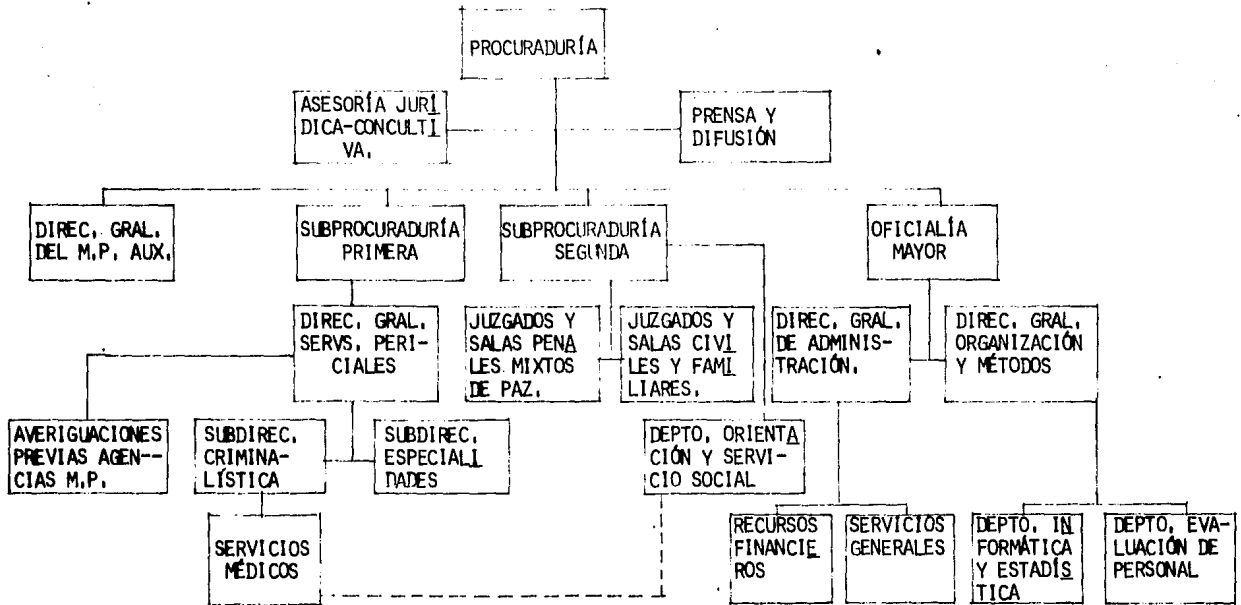 PROCURADURÍA
ASESORÍA JURÍ
DICA-CONCULTI
VA.
PRENSA Y
DIFUSIÓN
DIREC. GRAL.
DEL M.P. AUX.
SUBPROCURADURÍA
PRIMERA
SUBPROCURADURÍA
SEGUNDA
OFICIALÍA
MAYOR
DIREC. GRAL.
SERVS. PERI-
CIALES
JUZGADOS Y
SALAS PENA
LES MIXTOS
DE PAZ.
JUZGADOS Y
SALAS CIVI
LES Y FAMI
LIARES.
DIREC. GRAL.
DE ADMINIS-
TRACIÓN.
DIREC. GRAL.
ORGANIZACIÓN
Y MÉTODOS
AVERIGUACIONES
PREVIAS AGEN--
CIAS M.P.
SUBDIREC.
CRIMINA-
LÍSTICA
SUBDIREC.
ESPECIALI
DADES
DEPTO. ORIENTA
CIÓN Y SERVI-
CIO SOCIAL
SERVICIOS
MÉDICOS
RECURSOS
FINANCIE
ROS
SERVICIOS
GENERALES
DEPTO. IN
FORMÁTICA
Y ESTADÍS
TICA
DEPTO. EVA-
LUACIÓN DE
PERSONAL